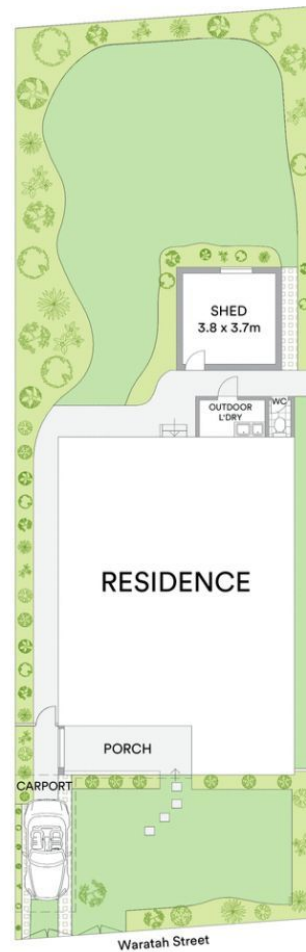 SHED
3.8 x 3.7m
OUTDOOR
L'DRY
WC
RESIDENCE
PORCH
CARPORT
Waratah Street